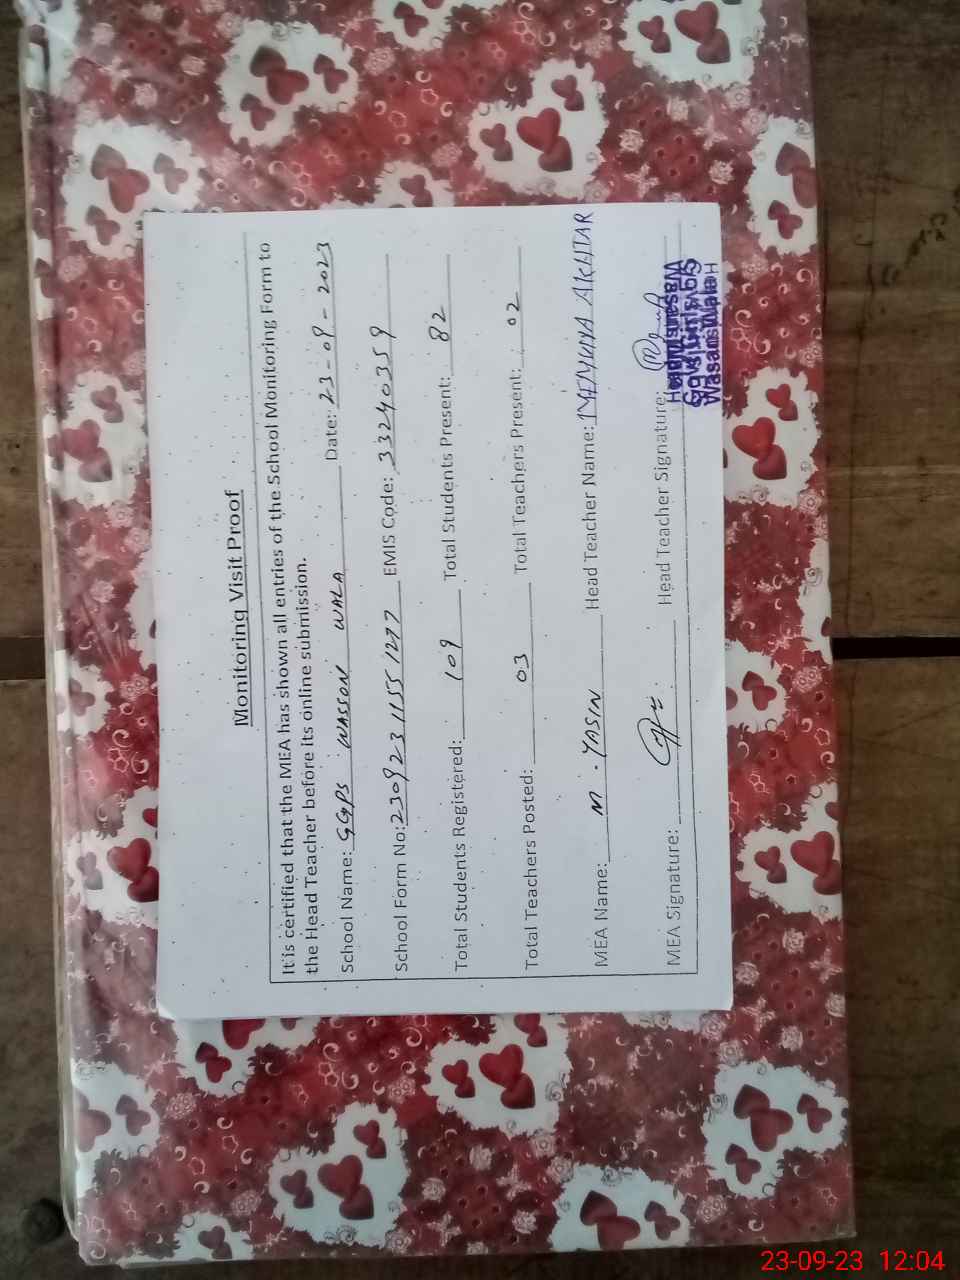 Monitoring Visit Proof
It is certified that the MEA has shown all entries of the School Monitoring Form to
the Head Teacher before its online submission.
School Name: GGPS WASSON WALA Date: 23-09-2023
School Form No: 23092311551297 EMIS Code: 33240359
Total Students Registered: 109 Total Students Present: 82
Total Teachers Posted: 03 Total Teachers Present: 02
MEA Name: M. YASIN Head Teacher Name: MEMUNA AKHTAR
MEA Signature: Head Teacher Signature:
23-09-23 12:04